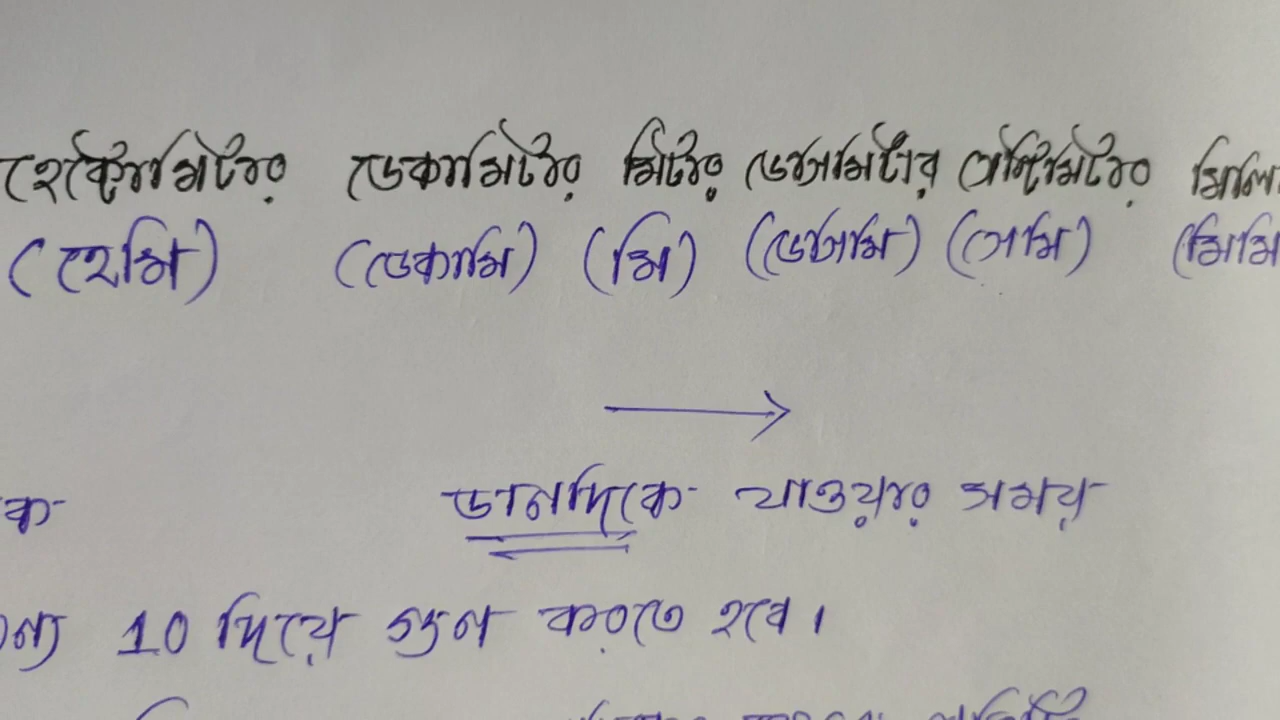 হেক্টোমিটার ডেকামিটার মিটার ডেসিমিটার সেন্টিমিটার মিলি
(হেমি) (ডেকামি) (মি) (ডেসিমি) (সেমি) (মিমি
কে
ডানদিকে যাওয়ার সময়
ন্য 10 দিয়ে গুণ করতে হবে।